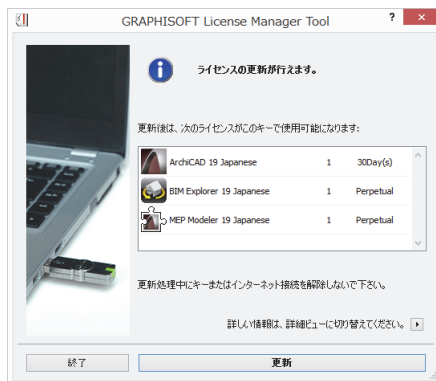 GRAPHISOFT License Manager Tool
ライセンスの更新が行えます。
更新後は、次のライセンスがこのキーで使用可能になります:
ArchiCAD 19 Japanese 1 30Day(s)
BIM Explorer 19 Japanese 1 Perpetual
MEP Modeler 19 Japanese 1 Perpetual
更新処理中にキーまたはインターネット接続を解除しないで下さい。
詳しい情報は、詳細ビューに切り替えてください。
終了 更新